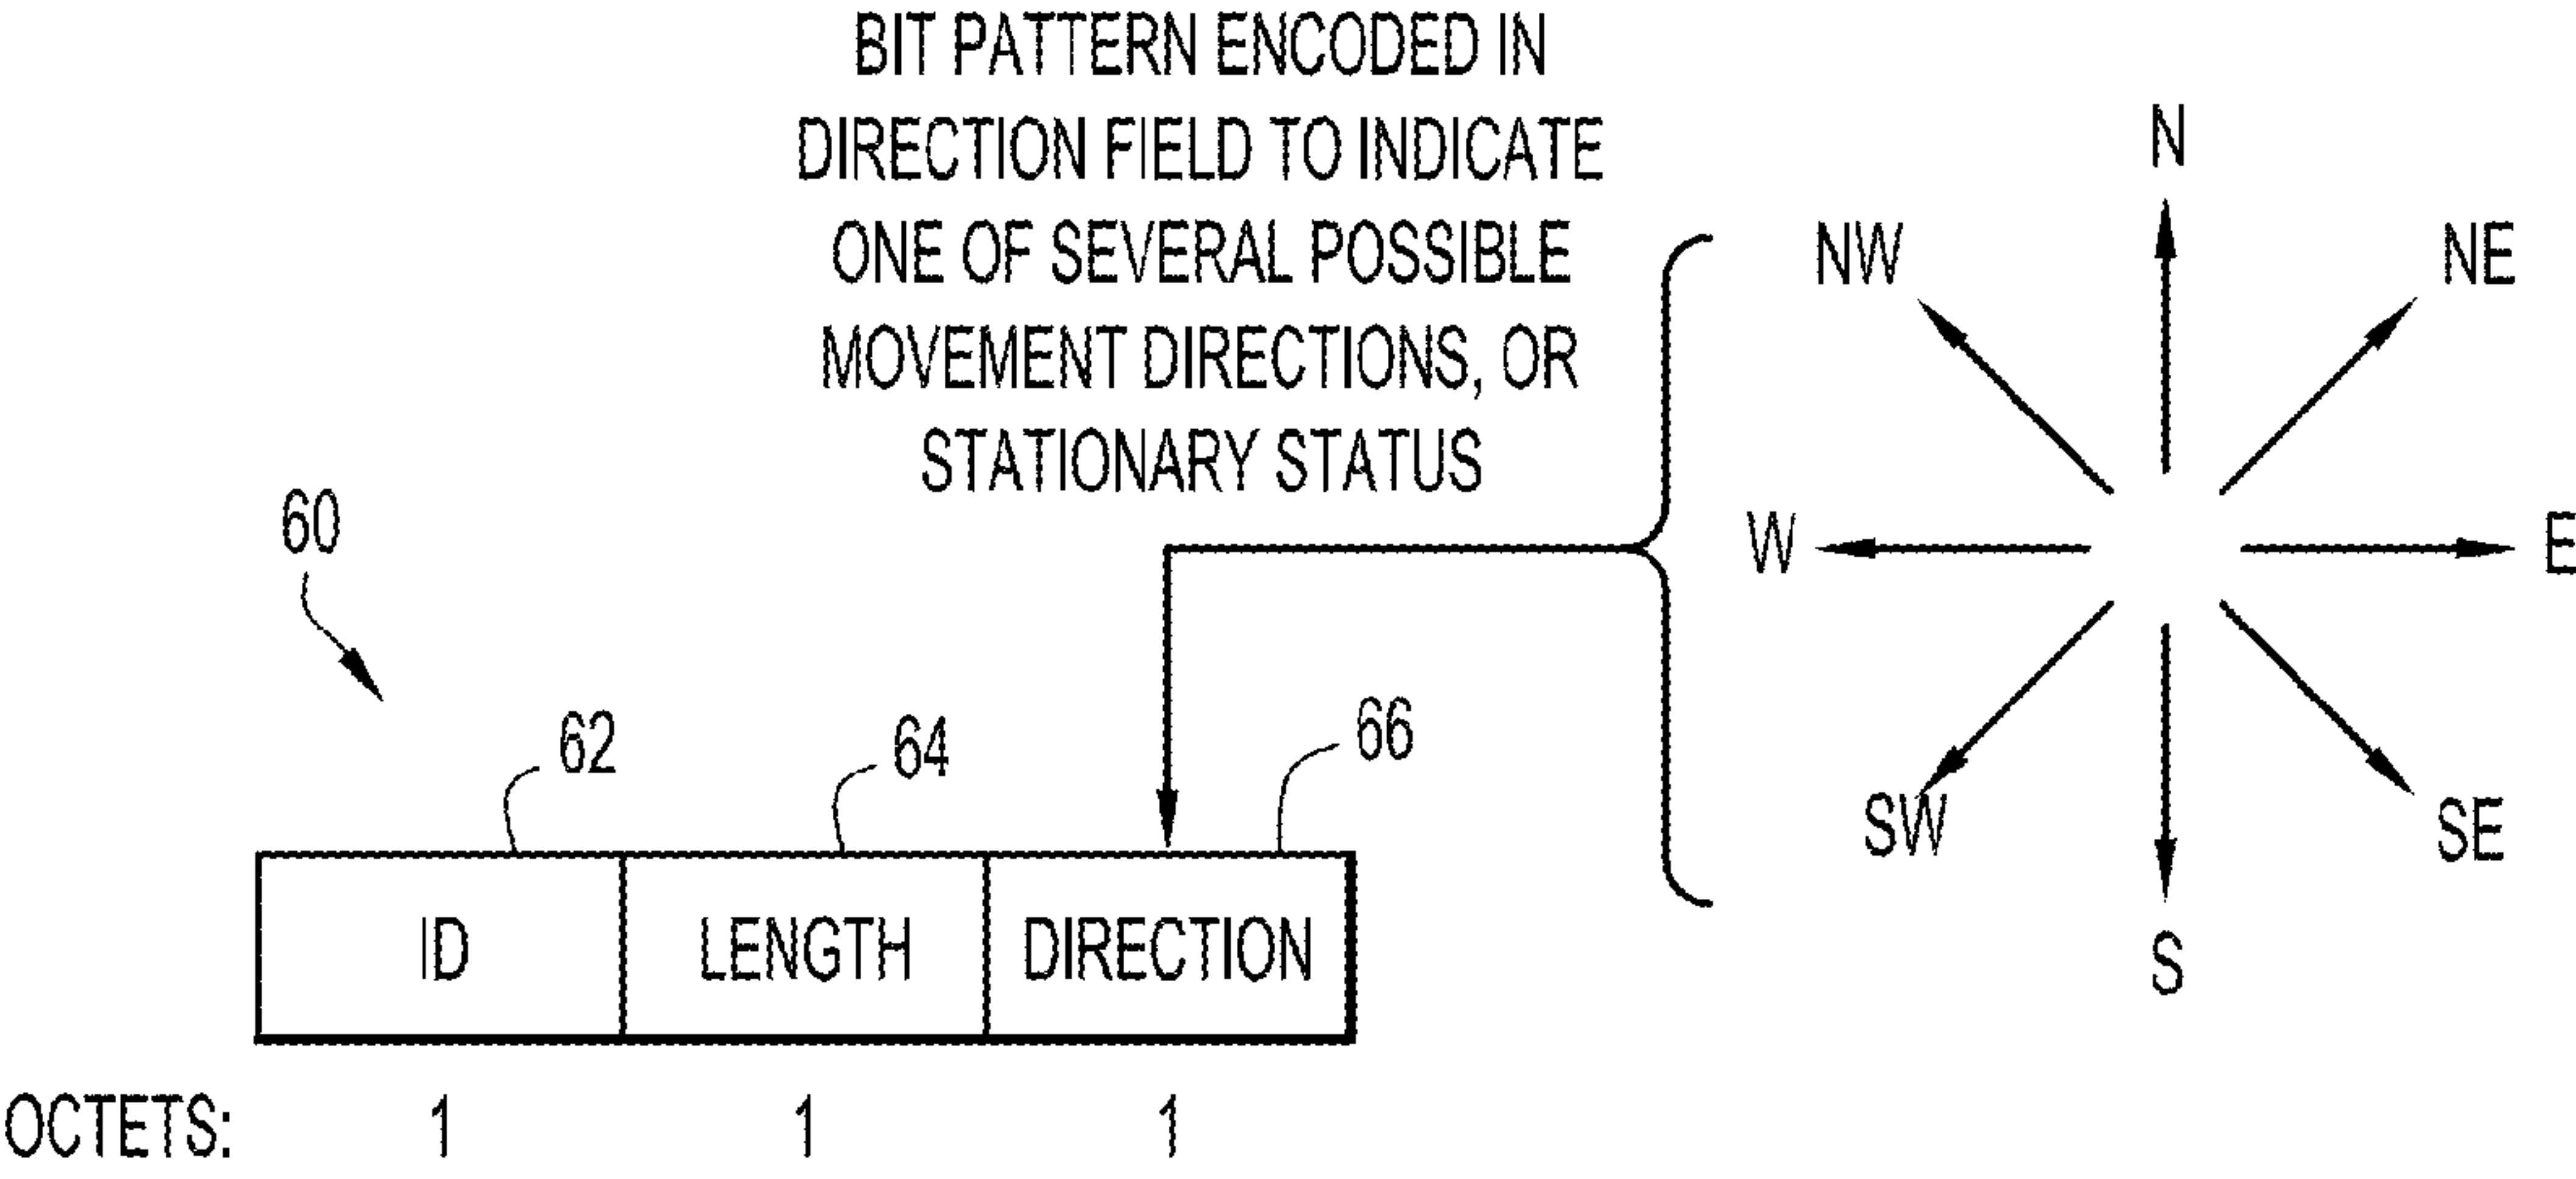 BIT PATTERN ENCODED IN
DIRECTION FIELD TO INDICATE
ONE OF SEVERAL POSSIBLE
MOVEMENT DIRECTIONS, OR
STATIONARY STATUS
N
NW
NE
W
E
SW
SE
S
60
62
64
66
ID
LENGTH
DIRECTION
OCTETS: 1 1 1